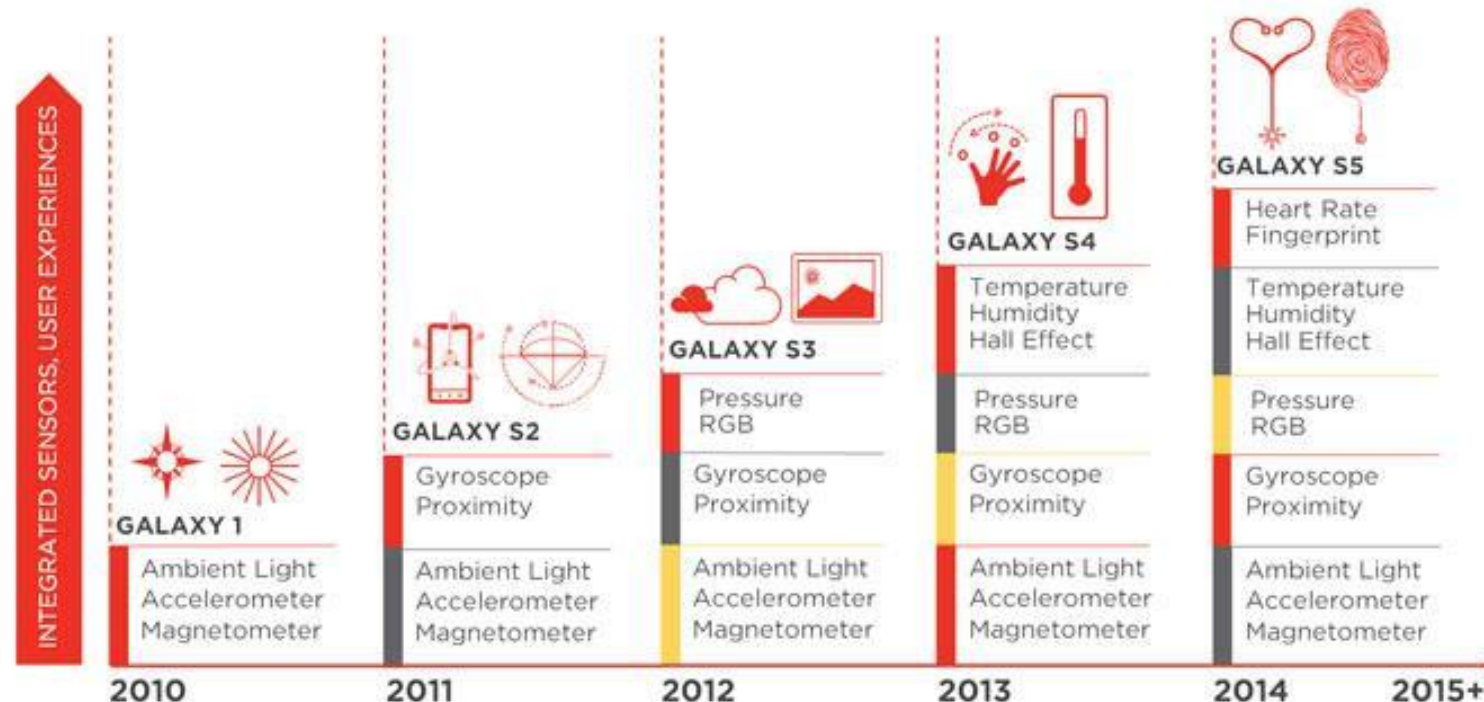 INTEGRATED SENSORS, USER EXPERIENCES
GALAXY 1
Ambient Light
Accelerometer
Magnetometer
2010
GALAXY S2
Gyroscope
Proximity
Ambient Light
Accelerometer
Magnetometer
2011
GALAXY S3
Pressure
RGB
Gyroscope
Proximity
Ambient Light
Accelerometer
Magnetometer
2012
GALAXY S4
Temperature
Humidity
Hall Effect
Pressure
RGB
Gyroscope
Proximity
Ambient Light
Accelerometer
Magnetometer
2013
GALAXY S5
Heart Rate
Fingerprint
Temperature
Humidity
Hall Effect
Pressure
RGB
Gyroscope
Proximity
Ambient Light
Accelerometer
Magnetometer
2014
2015+